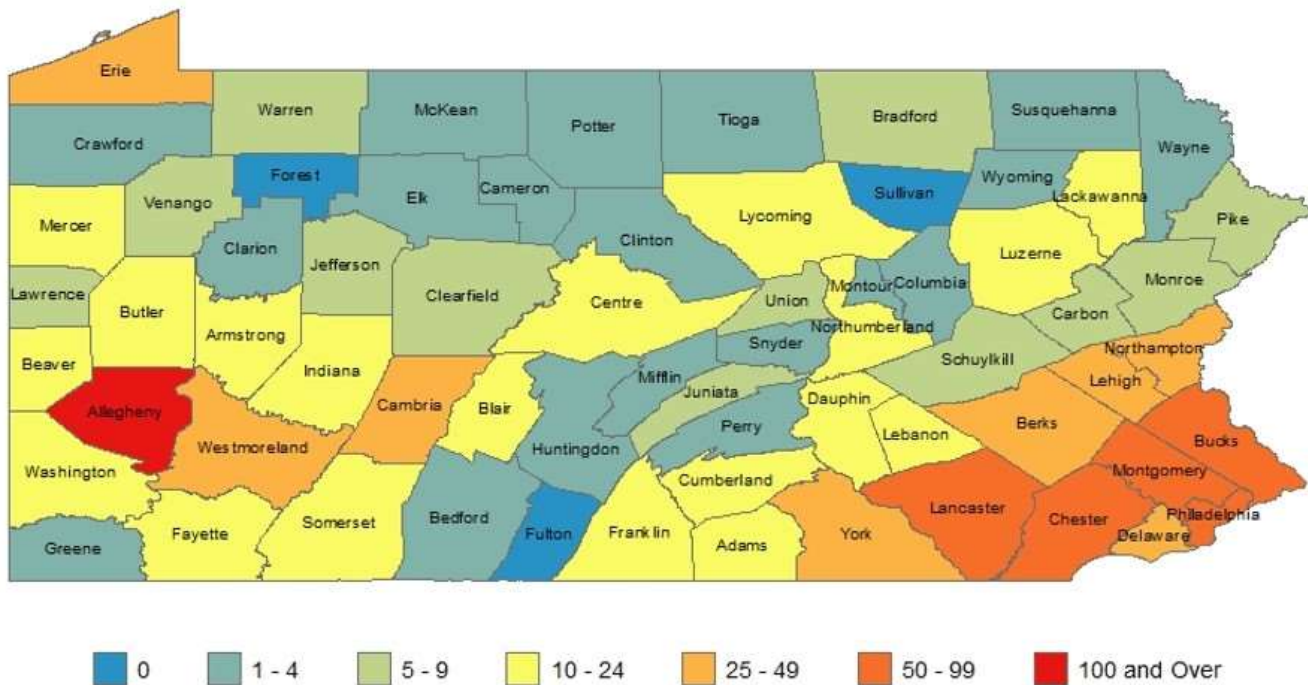 Erie
Warren
McKean
Potter
Tioga
Bradford
Susquehanna
Wayne
Crawford
Forest
Elk
Cameron
Sullivan
Wyoming
Lackawanna
Pike
Mercer
Venango
Clarion
Jefferson
Clinton
Lycoming
Luzerne
Monroe
Lawrence
Butler
Armstrong
Clearfield
Centre
Union
Montour
Columbia
Carbon
Northumberland
Northampton
Beaver
Indiana
Snyder
Schuylkill
Lehigh
Allegheny
Cambria
Blair
Mifflin
Juniata
Dauphin
Berks
Bucks
Westmoreland
Huntingdon
Perry
Lebanon
Montgomery
Washington
Cumberland
Lancaster
Philadelphia
Greene
Fayette
Somerset
Bedford
Fulton
Franklin
Adams
York
Chester
Delaware
0 1 - 4 5 - 9 10 - 24 25 - 49 50 - 99 100 and Over